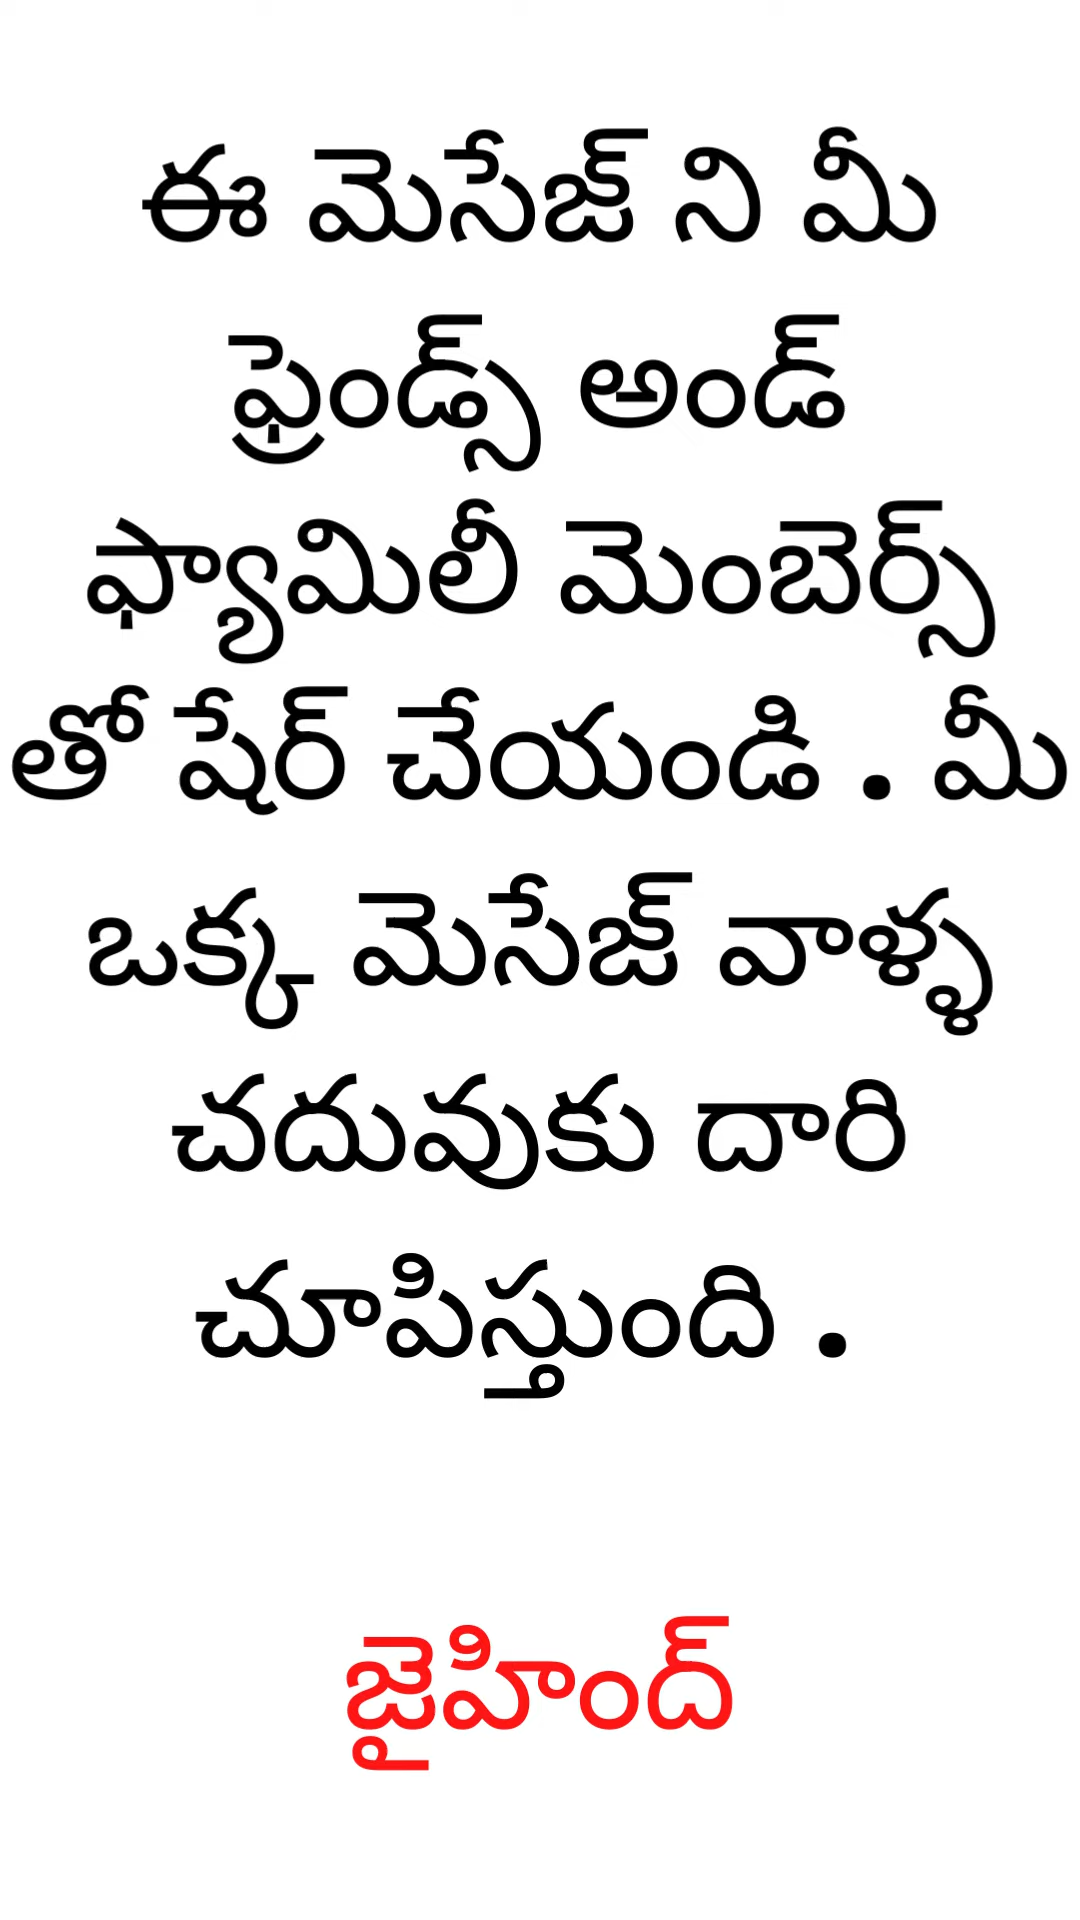 ఈ మెసేజ్ ని మీ
ఫ్రెండ్స్ అండ్
ఫ్యామిలీ మెంబెర్స్
తో షేర్ చేయండి . మీ
ఒక్క మెసేజ్ వాళ్ళ
చదువుకు దారి
చూపిస్తుంది .
జైహింద్